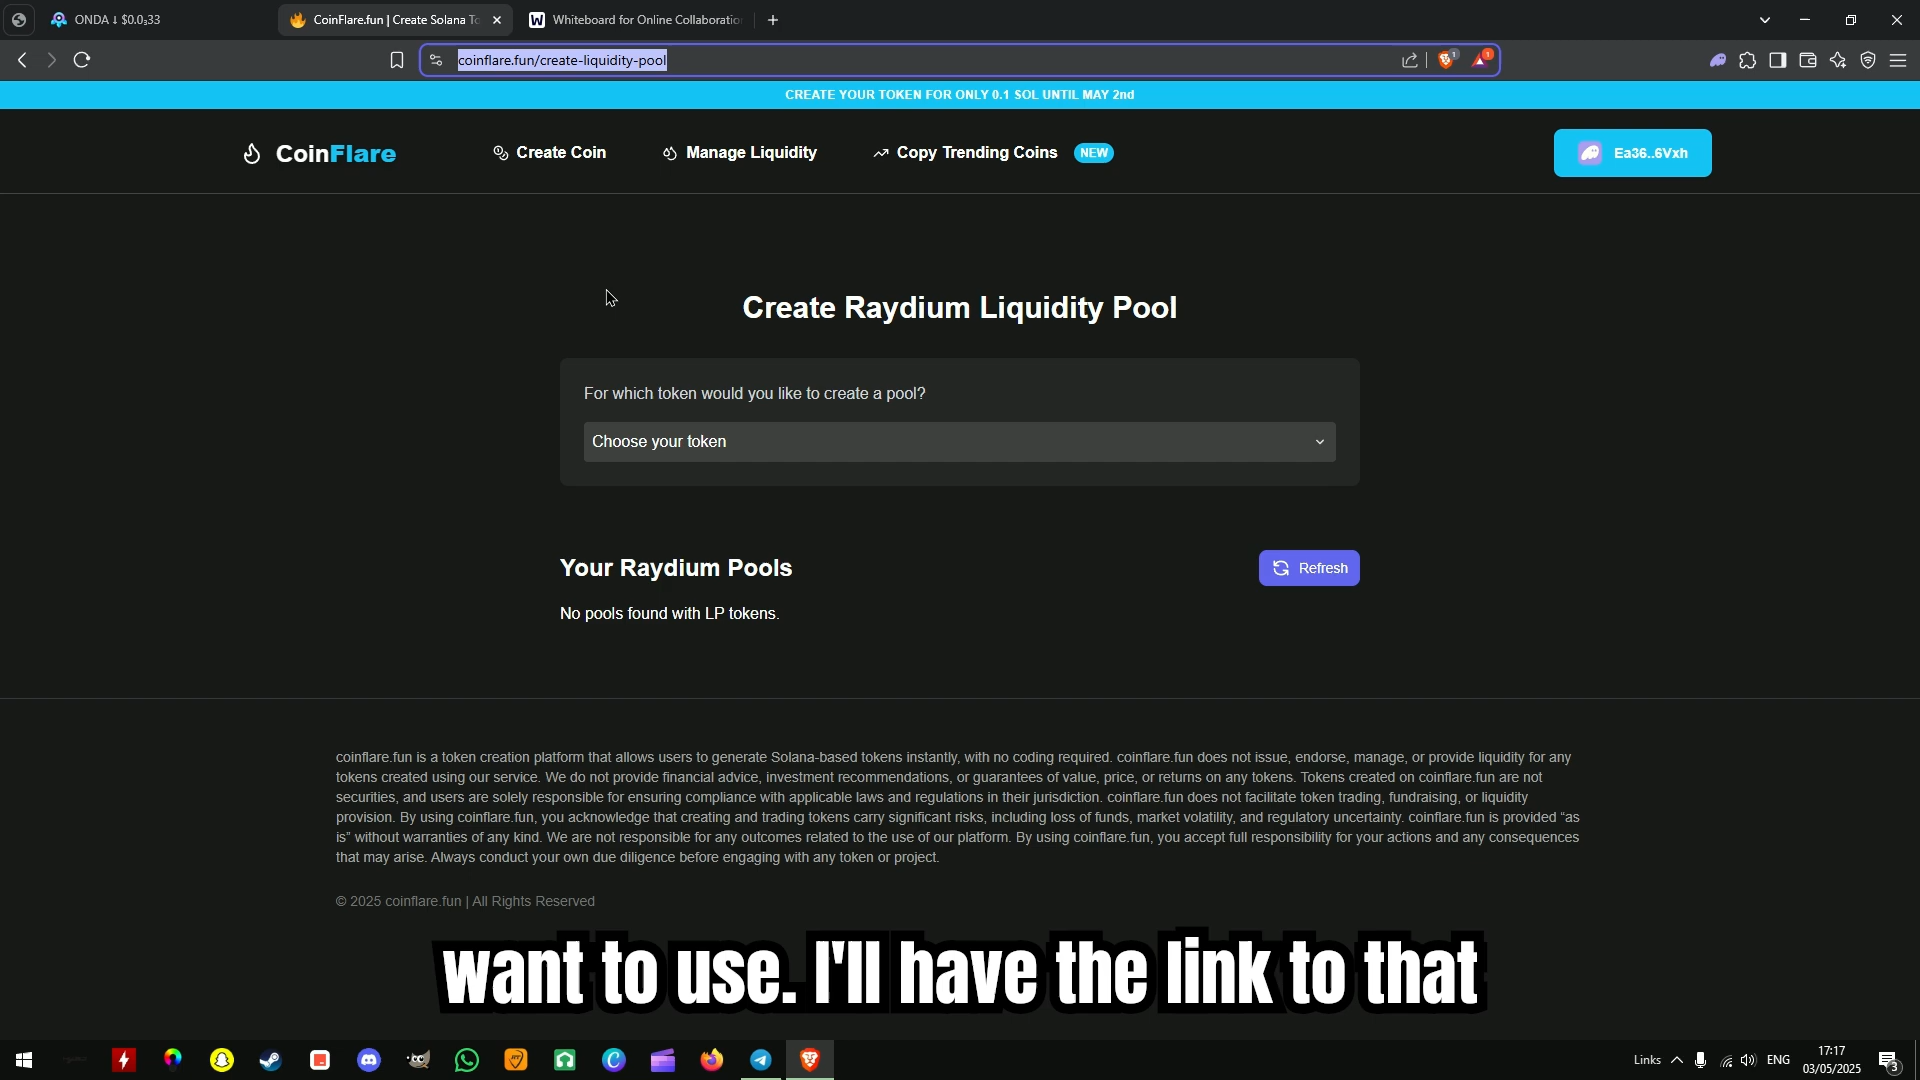 ONDA ↓ $0.0₃33
CoinFlare.fun | Create Solana To
Whiteboard for Online Collaboratio
coinflare.fun/create-liquidity-pool
1
1
CREATE YOUR TOKEN FOR ONLY 0.1 SOL UNTIL MAY 2nd
CoinFlare
Create Coin
Manage Liquidity
Copy Trending Coins
NEW
Ea36..6Vxh
Create Raydium Liquidity Pool
For which token would you like to create a pool?
Choose your token
Your Raydium Pools
Refresh
No pools found with LP tokens.
coinflare.fun is a token creation platform that allows users to generate Solana-based tokens instantly, with no coding required. coinflare.fun does not issue, endorse, manage, or provide liquidity for any
tokens created using our service. We do not provide financial advice, investment recommendations, or guarantees of value, price, or returns on any tokens. Tokens created on coinflare.fun are not
securities, and users are solely responsible for ensuring compliance with applicable laws and regulations in their jurisdiction. coinflare.fun does not facilitate token trading, fundraising, or liquidity
provision. By using coinflare.fun, you acknowledge that creating and trading tokens carry significant risks, including loss of funds, market volatility, and regulatory uncertainty. coinflare.fun is provided “as
is” without warranties of any kind. We are not responsible for any outcomes related to the use of our platform. By using coinflare.fun, you accept full responsibility for your actions and any consequences
that may arise. Always conduct your own due diligence before engaging with any token or project.
© 2025 coinflare.fun | All Rights Reserved
want to use. I'll have the link to that
Links
ENG
17:17
03/05/2025
3